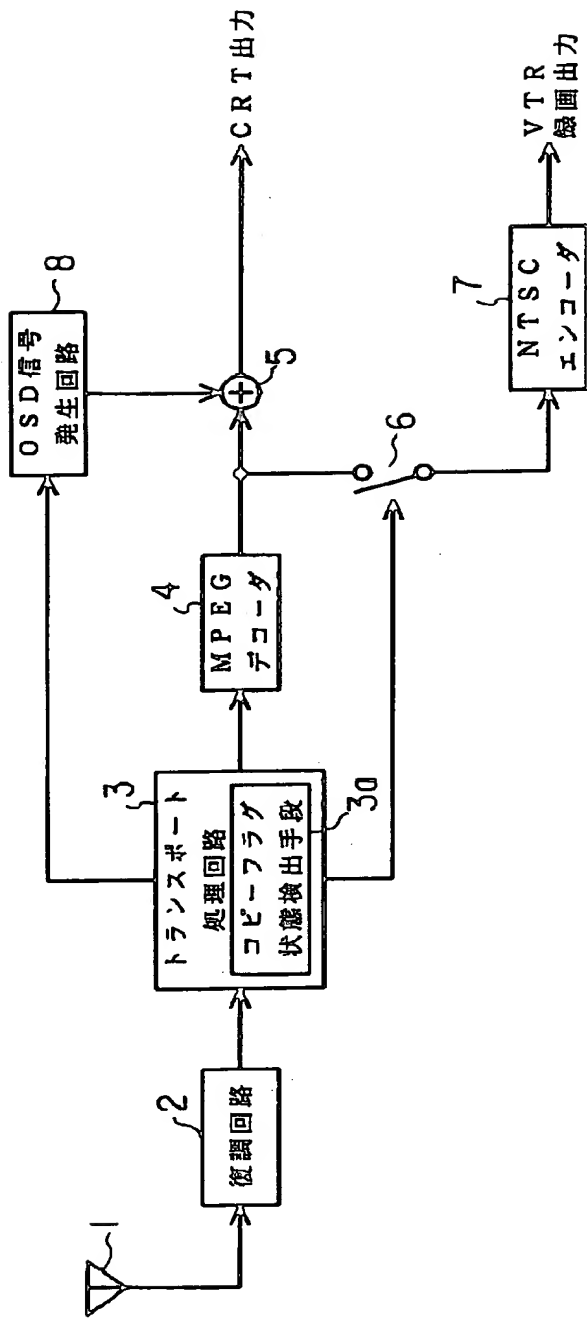 1
2
復調回路
3
トランスポート
処理回路
コピーフラグ
状態検出手段
3a
4
MPEG
デコーダ
8
OSD信号
発生回路
5
CRT出力
6
7
NTSC
エンコーダ
VTR
録画出力